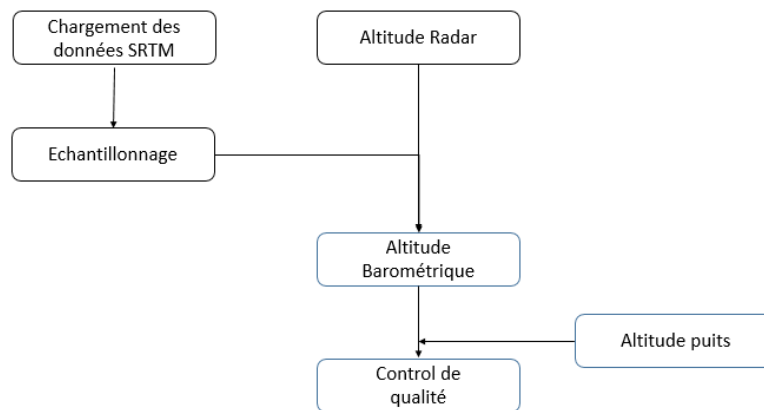 Chargement des
données SRTM
Altitude Radar
Echantillonnage
Altitude
Barométrique
Altitude puits
Control de
qualité